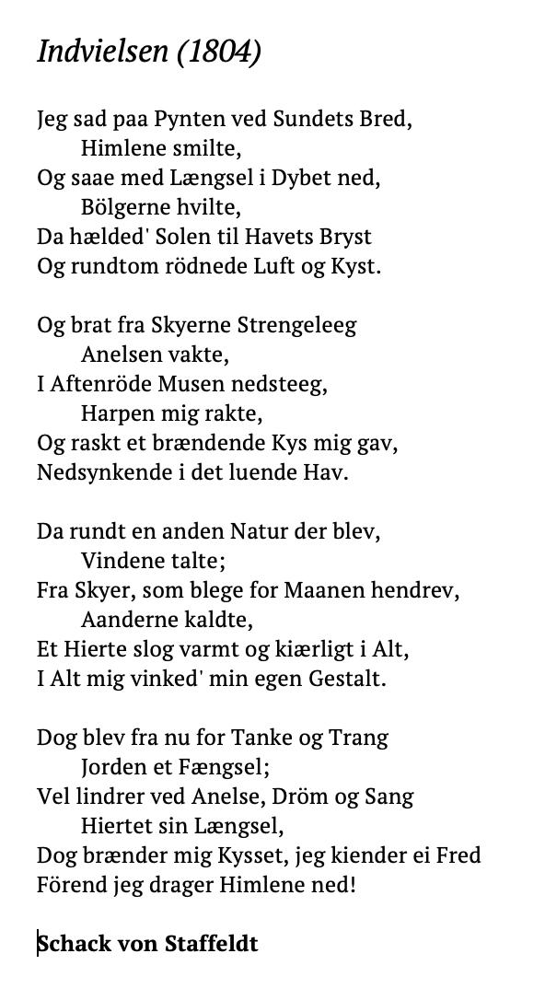 Indvielsen (1804)
Jeg sad paa Pynten ved Sundets Bred,
Himlene smilte,
Og saae med Længsel i Dybet ned,
Bölgerne hvilte,
Da hælded' Solen til Havets Bryst
Og rundtom rödnede Luft og Kyst.
Og brat fra Skyerne Strengeleeg
Anelsen vakte,
I Aftenröde Musen nedsteeg,
Harpen mig rakte,
Og raskt et brændende Kys mig gav,
Nedsynkende i det luende Hav.
Da rundt en anden Natur der blev,
Vindene talte;
Fra Skyer, som blege for Maanen hendrev,
Aanderne kaldte,
Et Hierte slog varmt og kiærligt i Alt,
I Alt mig vinked' min egen Gestalt.
Dog blev fra nu for Tanke og Trang
Jorden et Fængsel;
Vel lindrer ved Anelse, Dröm og Sang
Hiertet sin Længsel,
Dog brænder mig Kysset, jeg kiender ei Fred
Förend jeg drager Himlene ned!
Schack von Staffeldt